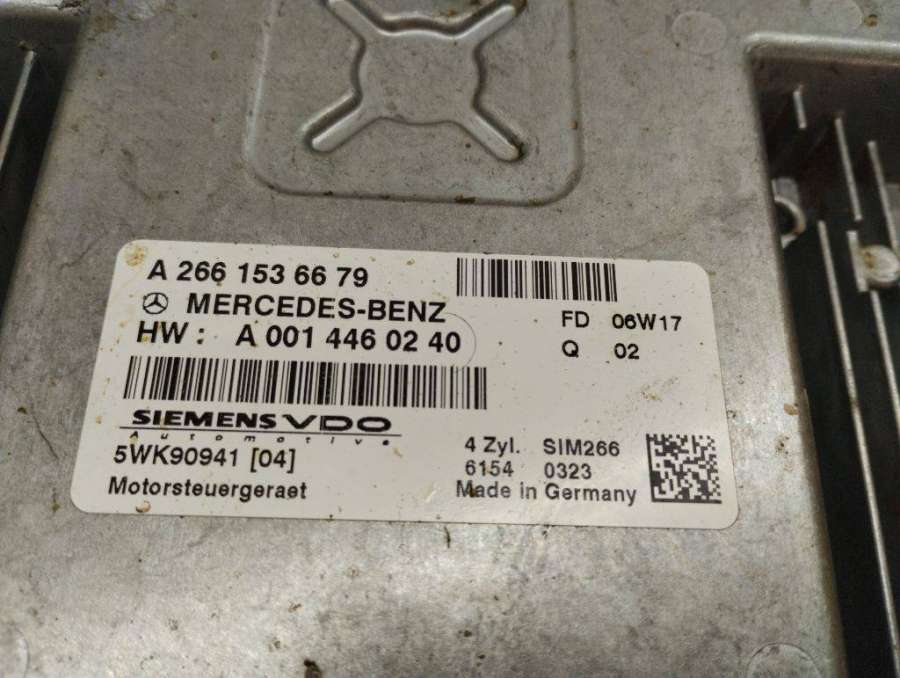 A 266 153 66 79
MERCEDES-BENZ
HW : A 001 446 02 40
FD 06W17
Q 02
SIEMENS VDO
Automotive
5WK90941 [04]
Motorsteuergeraet
4 Zyl. SIM266
6154 0323
Made in Germany